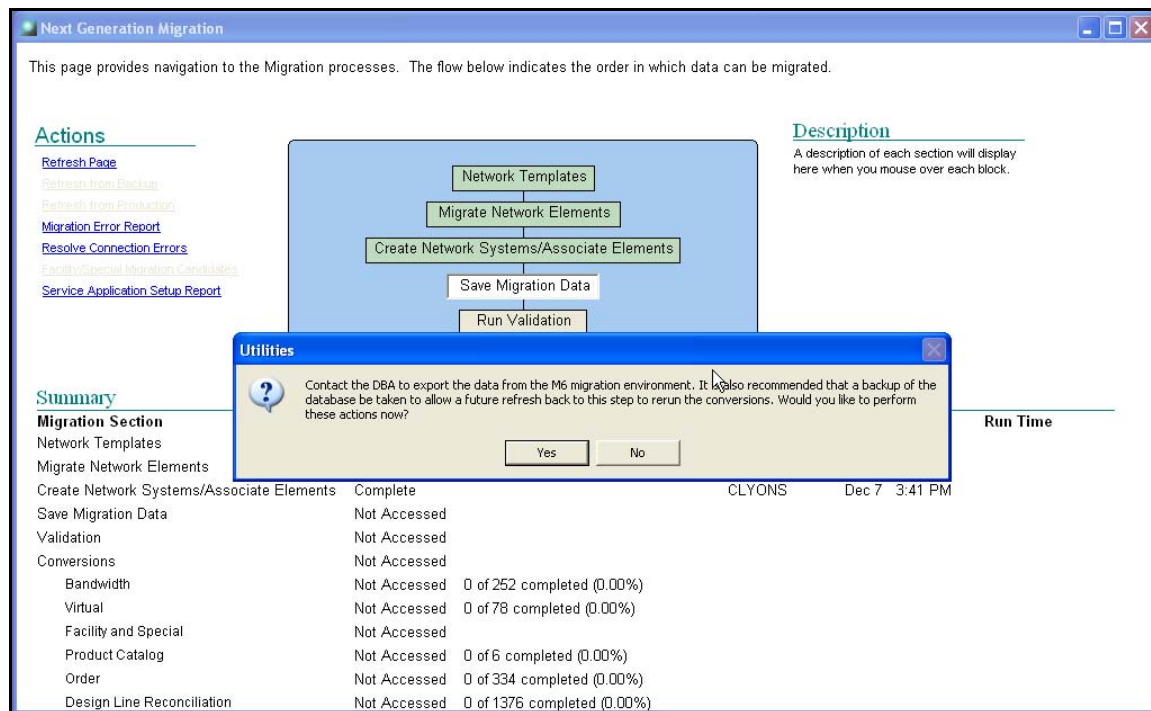 Next Generation Migration
This page provides navigation to the Migration processes. The flow below indicates the order in which data can be migrated.
Actions
Refresh Page
Refresh from Backup
Refresh from Production
Migration Error Report
Resolve Connection Errors
Facility/Special Migration Candidates
Service Application Setup Report
Network Templates
Migrate Network Elements
Create Network Systems/Associate Elements
Save Migration Data
Run Validation
Description
A description of each section will display
here when you mouse over each block.
Utilities
Contact the DBA to export the data from the M6 migration environment. It is also recommended that a backup of the
database be taken to allow a future refresh back to this step to rerun the conversions. Would you like to perform
these actions now?
Yes No
Summary
Migration Section Run Time
Network Templates
Migrate Network Elements
Create Network Systems/Associate Elements Complete CLYONS Dec 7 3:41 PM
Save Migration Data Not Accessed
Validation Not Accessed
Conversions Not Accessed
Bandwidth Not Accessed 0 of 252 completed (0.00%)
Virtual Not Accessed 0 of 78 completed (0.00%)
Facility and Special Not Accessed
Product Catalog Not Accessed 0 of 6 completed (0.00%)
Order Not Accessed 0 of 334 completed (0.00%)
Design Line Reconciliation Not Accessed 0 of 1376 completed (0.00%)